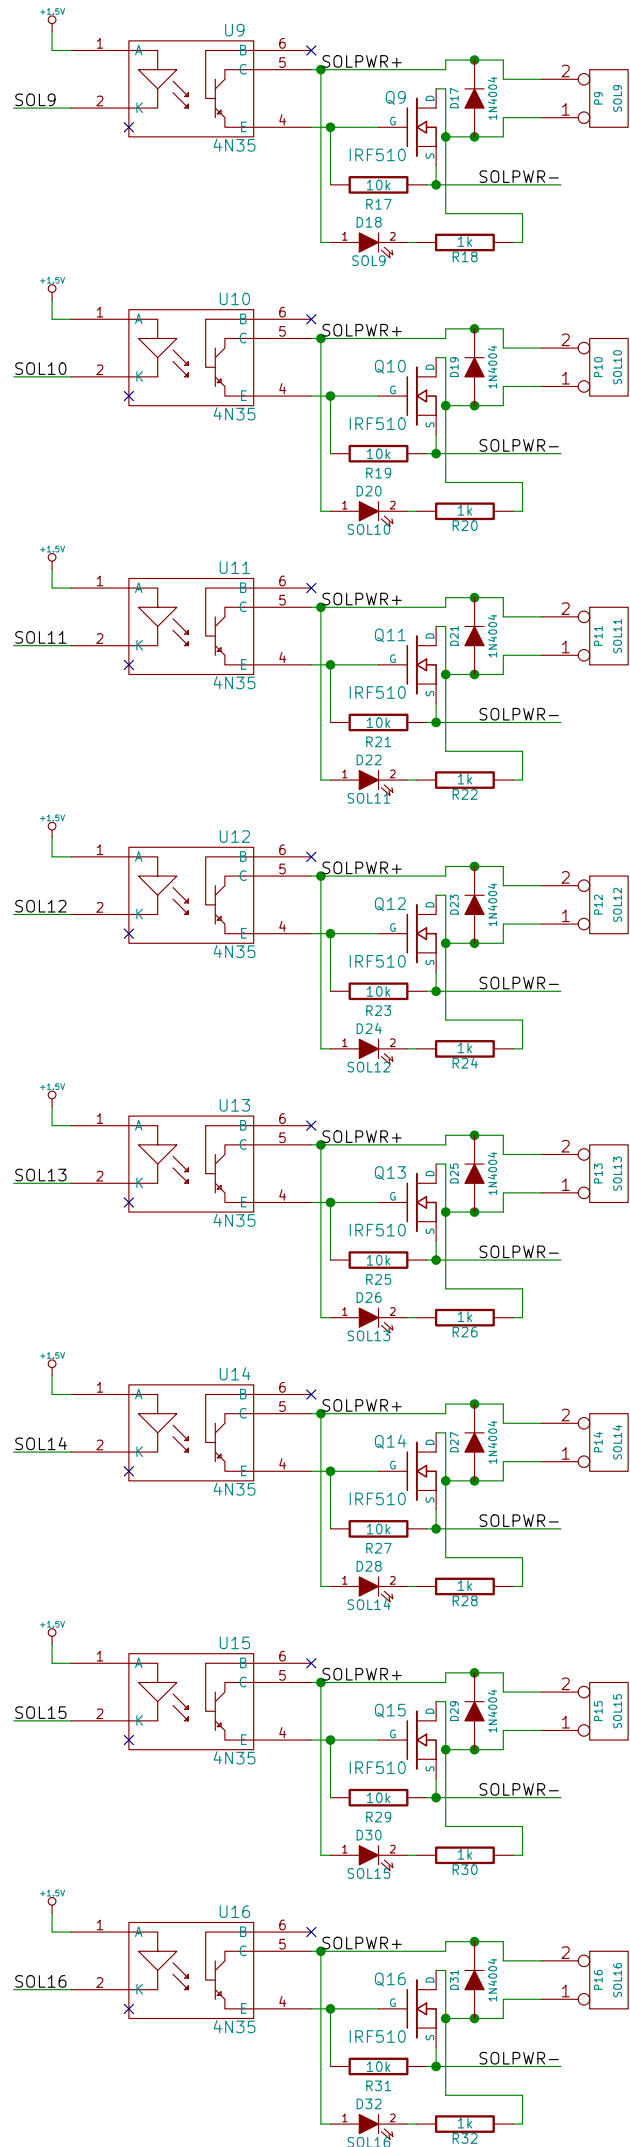 +1.5V
U9
1 A B 6
C 5 SOLPWR+ 2
Q9 D D17 1N4004 P9 SOL9
SOL9 2 K 1
E 4 G
4N35 S
IRF510
10k SOLPWR-
R17
D18
1 2 1k
SOL9 R18
+1.5V
U10
1 A B 6
C 5 SOLPWR+ 2
Q10 D D19 1N4004 P10 SOL10
SOL10 2 K 1
E 4 G
4N35 S
IRF510
10k SOLPWR-
R19
D20
1 2 1k
SOL10 R20
+1.5V
U11
1 A B 6
C 5 SOLPWR+ 2
Q11 D D21 1N4004 P11 SOL11
SOL11 2 K 1
E 4 G
4N35 S
IRF510
10k SOLPWR-
R21
D22
1 2 1k
SOL11 R22
+1.5V
U12
1 A B 6
C 5 SOLPWR+ 2
Q12 D D23 1N4004 P12 SOL12
SOL12 2 K 1
E 4 G
4N35 S
IRF510
10k SOLPWR-
R23
D24
1 2 1k
SOL12 R24
+1.5V
U13
1 A B 6
C 5 SOLPWR+ 2
Q13 D D25 1N4004 P13 SOL13
SOL13 2 K 1
E 4 G
4N35 S
IRF510
10k SOLPWR-
R25
D26
1 2 1k
SOL13 R26
+1.5V
U14
1 A B 6
C 5 SOLPWR+ 2
Q14 D D27 1N4004 P14 SOL14
SOL14 2 K 1
E 4 G
4N35 S
IRF510
10k SOLPWR-
R27
D28
1 2 1k
SOL14 R28
+1.5V
U15
1 A B 6
C 5 SOLPWR+ 2
Q15 D D29 1N4004 P15 SOL15
SOL15 2 K 1
E 4 G
4N35 S
IRF510
10k SOLPWR-
R29
D30
1 2 1k
SOL15 R30
+1.5V
U16
1 A B 6
C 5 SOLPWR+ 2
Q16 D D31 1N4004 P16 SOL16
SOL16 2 K 1
E 4 G
4N35 S
IRF510
10k SOLPWR-
R31
D32
1 2 1k
SOL16 R32